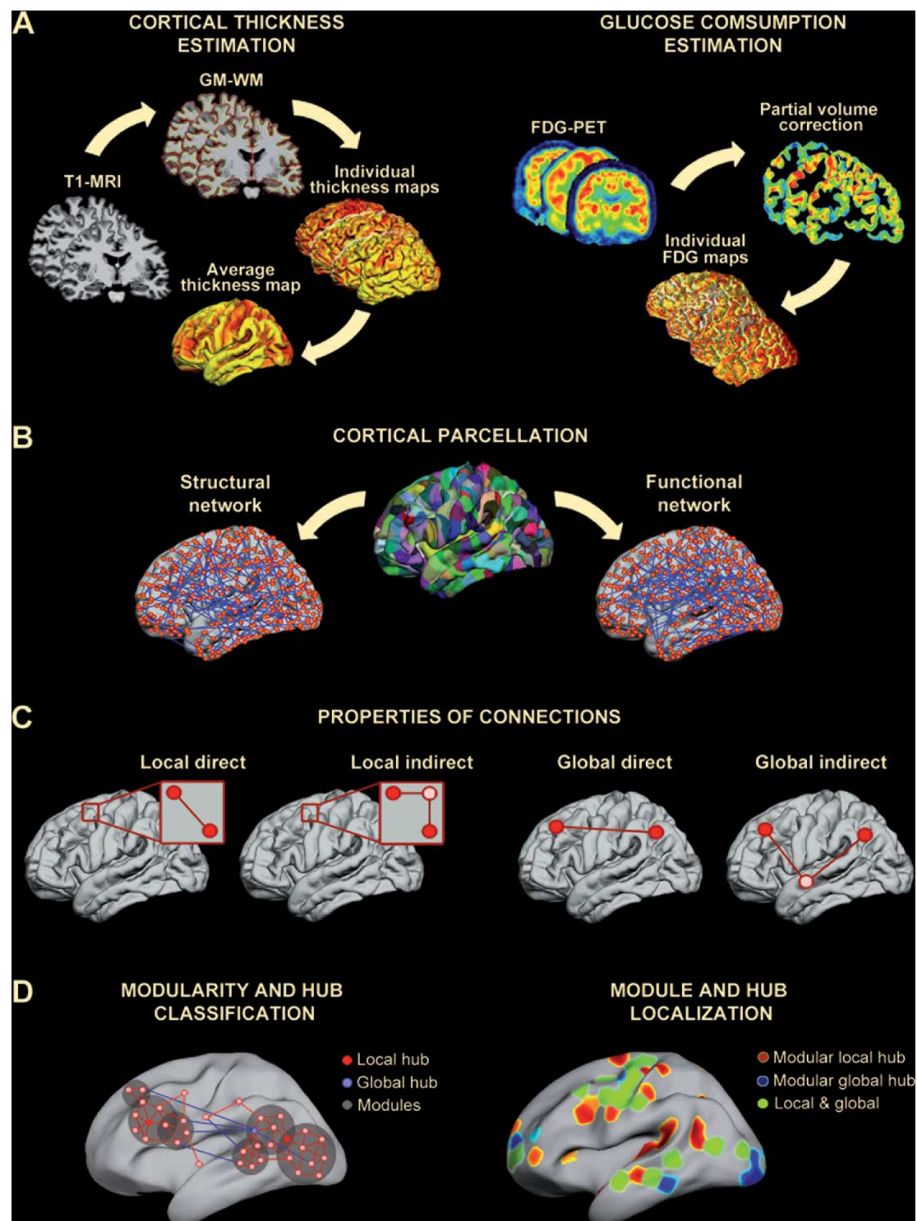 A
CORTICAL THICKNESS
ESTIMATION
GM-WM
T1-MRI
Individual
thickness maps
Average
thickness map
GLUCOSE COMSUMPTION
ESTIMATION
FDG-PET
Partial volume
correction
Individual
FDG maps
B
CORTICAL PARCELLATION
Structural
network
Functional
network
C
PROPERTIES OF CONNECTIONS
Local direct
Local indirect
Global direct
Global indirect
D
MODULARITY AND HUB
CLASSIFICATION
Local hub
Global hub
Modules
MODULE AND HUB
LOCALIZATION
Modular local hub
Modular global hub
Local & global